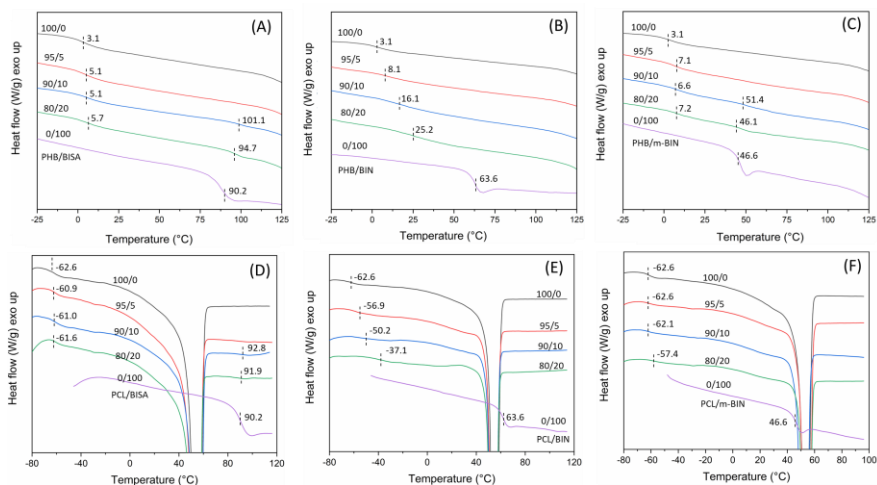 (A)
Heat flow (W/g) exo up
100/0
3.1
95/5
5.1
90/10
5.1
101.1
80/20
5.7
94.7
0/100
PHB/BISA
90.2
-25 0 25 50 75 100 125
Temperature (°C)
(B)
Heat flow (W/g) exo up
100/0
3.1
95/5
8.1
90/10
16.1
80/20
25.2
0/100
PHB/BIN
63.6
-25 0 25 50 75 100 125
Temperature (°C)
(C)
Heat flow (W/g) exo up
100/0
3.1
95/5
7.1
90/10
6.6
51.4
80/20
7.2
46.1
0/100
PHB/m-BIN
46.6
-25 0 25 50 75 100 125
Temperature (°C)
(D)
Heat flow (W/g) exo up
-62.6
100/0
-60.9
95/5
-61.0
90/10
92.8
-61.6
80/20
91.9
0/100
PCL/BISA
90.2
-80 -40 0 40 80 120
Temperature (°C)
(E)
Heat flow (W/g) exo up
-62.6
100/0
-56.9
95/5
-50.2
90/10
-37.1
80/20
63.6
0/100
PCL/BIN
-80 -40 0 40 80 120
Temperature (°C)
(F)
Heat flow (W/g) exo up
-62.6
100/0
-62.6
95/5
-62.1
90/10
-57.4
80/20
0/100
PCL/m-BIN
46.6
-80 -60 -40 -20 0 20 40 60 80 100
Temperature (°C)